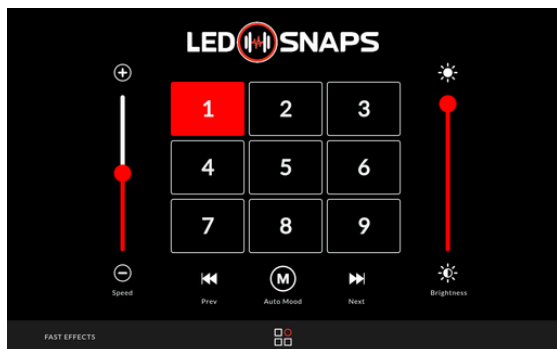 LED SNAPS
1 2 3
4 5 6
7 8 9
Speed
Prev
M
Auto Mood
Next
Brightness
FAST EFFECTS